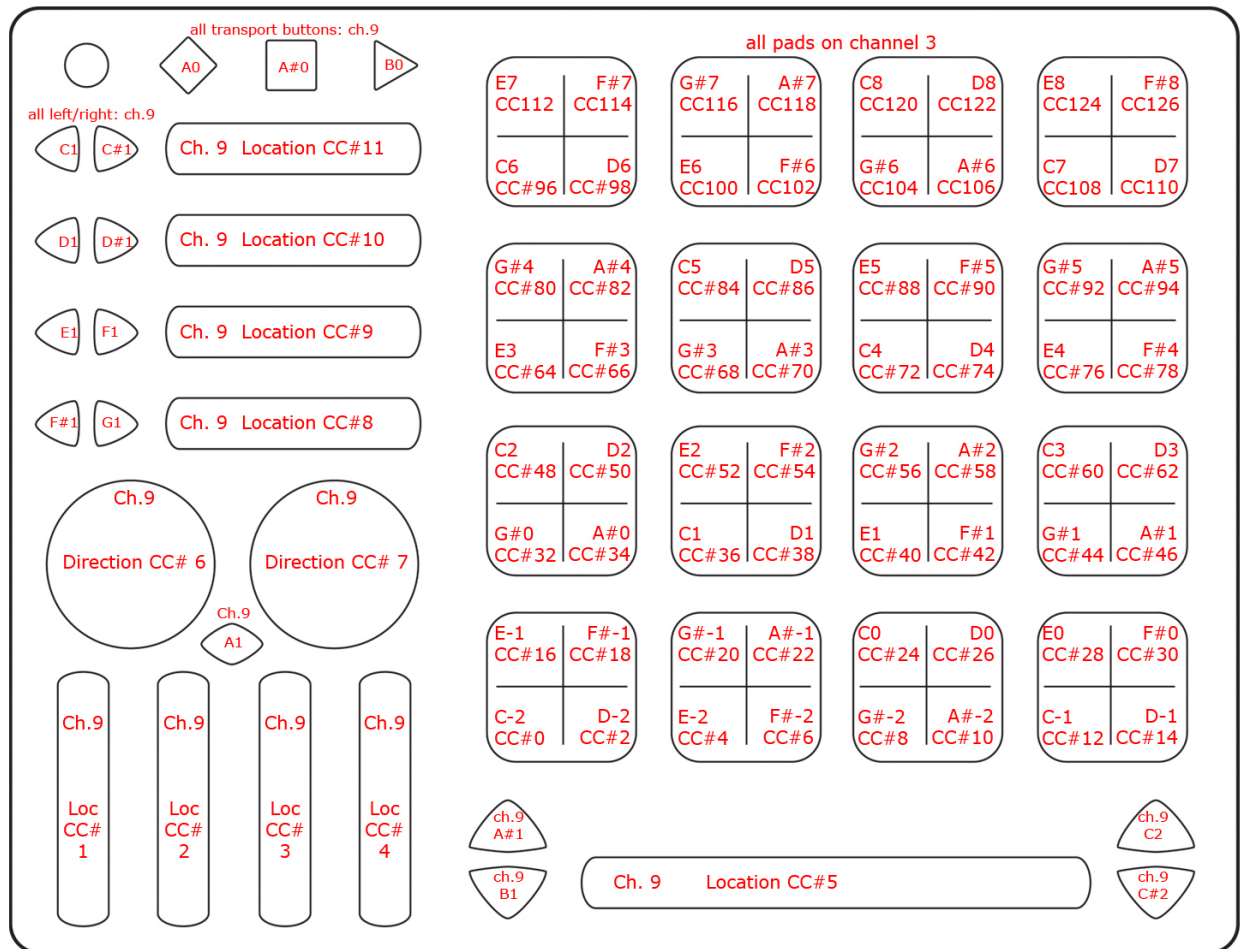 all transport buttons: ch.9
A0 A#0 B0
all left/right: ch.9
C1 C#1 Ch. 9 Location CC#11
D1 D#1 Ch. 9 Location CC#10
E1 F1 Ch. 9 Location CC#9
F#1 G1 Ch. 9 Location CC#8
Ch.9 Ch.9
Direction CC# 6 Direction CC# 7
Ch.9
A1
Ch.9 Ch.9 Ch.9 Ch.9
Loc Loc Loc Loc
CC# CC# CC# CC#
1 2 3 4
all pads on channel 3
E7 F#7 G#7 A#7 C8 D8 E8 F#8
CC112 CC114 CC116 CC118 CC120 CC122 CC124 CC126
C6 D6 E6 F#6 G#6 A#6 C7 D7
CC#96 CC#98 CC100 CC102 CC104 CC106 CC108 CC110
G#4 A#4 C5 D5 E5 F#5 G#5 A#5
CC#80 CC#82 CC#84 CC#86 CC#88 CC#90 CC#92 CC#94
E3 F#3 G#3 A#3 C4 D4 E4 F#4
CC#64 CC#66 CC#68 CC#70 CC#72 CC#74 CC#76 CC#78
C2 D2 E2 F#2 G#2 A#2 C3 D3
CC#48 CC#50 CC#52 CC#54 CC#56 CC#58 CC#60 CC#62
G#0 A#0 C1 D1 E1 F#1 G#1 A#1
CC#32 CC#34 CC#36 CC#38 CC#40 CC#42 CC#44 CC#46
E-1 F#-1 G#-1 A#-1 C0 D0 E0 F#0
CC#16 CC#18 CC#20 CC#22 CC#24 CC#26 CC#28 CC#30
C-2 D-2 E-2 F#-2 G#-2 A#-2 C-1 D-1
CC#0 CC#2 CC#4 CC#6 CC#8 CC#10 CC#12 CC#14
ch.9 ch.9
A#1 C2
ch.9 ch.9
B1 C#2
Ch. 9 Location CC#5